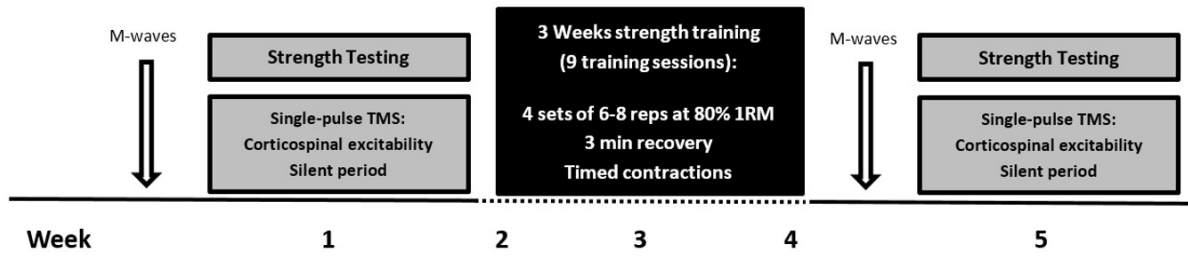 M-waves
Strength Testing
Single-pulse TMS:
Corticospinal excitability
Silent period
3 Weeks strength training
(9 training sessions):
4 sets of 6-8 reps at 80% 1RM
3 min recovery
Timed contractions
M-waves
Strength Testing
Single-pulse TMS:
Corticospinal excitability
Silent period
Week 1 2 3 4 5